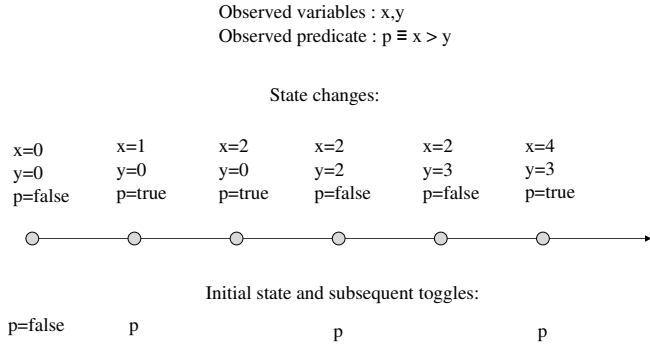 Observed variables : x,y
Observed predicate : p ≡ x > y
State changes:
x=0 x=1 x=2 x=2 x=2 x=4
y=0 y=0 y=0 y=2 y=3 y=3
p=false p=true p=true p=false p=false p=true
Initial state and subsequent toggles:
p=false p p p